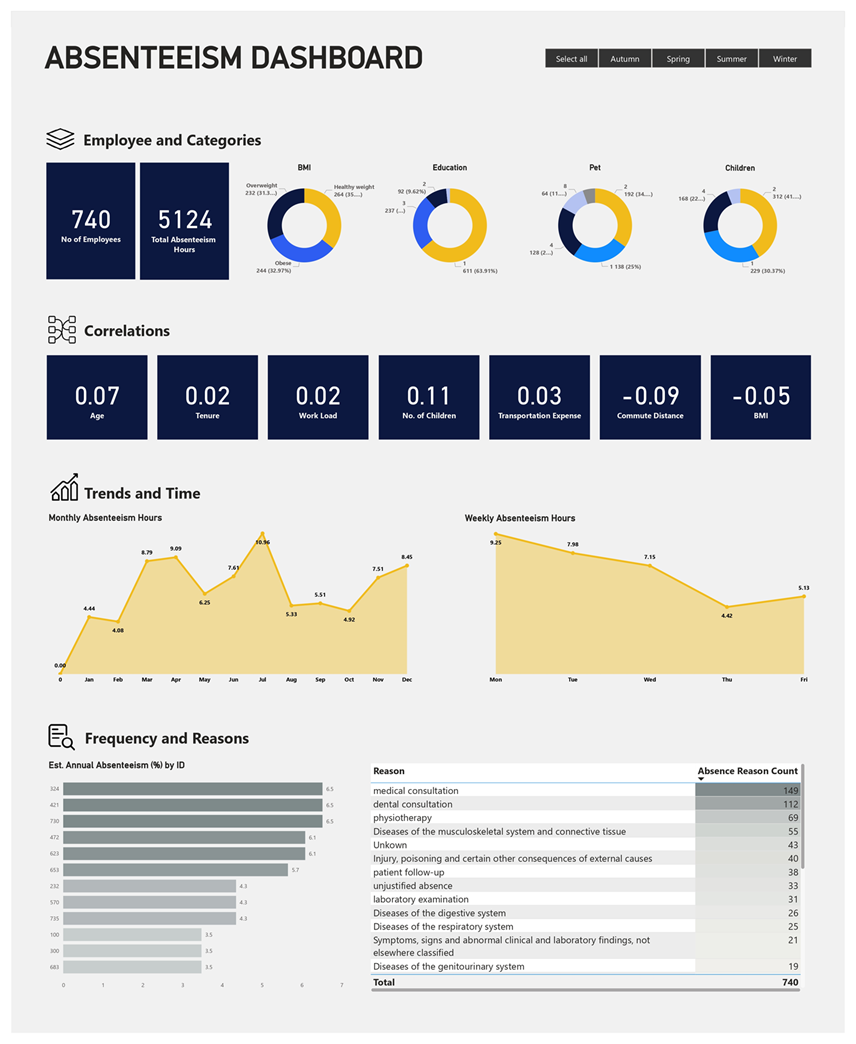 ABSENTEEISM DASHBOARD
Select all Autumn Spring Summer Winter
Employee and Categories
740
No of Employees
5124
Total Absenteeism
Hours
BMI
Overweight
232 (31.3...)
Healthy weight
264 (35....)
Obese
244 (32.97%)
Education
2
92 (9.62%)
3
237 (...)
1
611 (63.91%)
Pet
8
64 (11....)
2
192 (34....)
4
128 (2...)
1 138 (25%)
Children
4
168 (22...)
2
312 (41....)
1
229 (30.37%)
Correlations
0.07
Age
0.02
Tenure
0.02
Work Load
0.11
No. of Children
0.03
Transportation Expense
-0.09
Commute Distance
-0.05
BMI
Trends and Time
Monthly Absenteeism Hours
0.00
4.44
4.08
8.79
9.09
6.25
7.61
10.96
5.33
5.51
4.92
7.51
8.45
0 Jan Feb Mar Apr May Jun Jul Aug Sep Oct Nov Dec
Weekly Absenteeism Hours
9.25
7.98
7.15
4.42
5.13
Mon Tue Wed Thu Fri
Frequency and Reasons
Est. Annual Absenteeism (%) by ID
324 6.5
421 6.5
730 6.5
472 6.1
623 6.1
653 5.7
232 4.3
570 4.3
735 4.3
100 3.5
300 3.5
683 3.5
0 1 2 3 4 5 6 7
Reason Absence Reason Count
medical consultation 149
dental consultation 112
physiotherapy 69
Diseases of the musculoskeletal system and connective tissue 55
Unkown 43
Injury, poisoning and certain other consequences of external causes 40
patient follow-up 38
unjustified absence 33
laboratory examination 31
Diseases of the digestive system 26
Diseases of the respiratory system 25
Symptoms, signs and abnormal clinical and laboratory findings, not 21
elsewhere classified
Diseases of the genitourinary system 19
Total 740